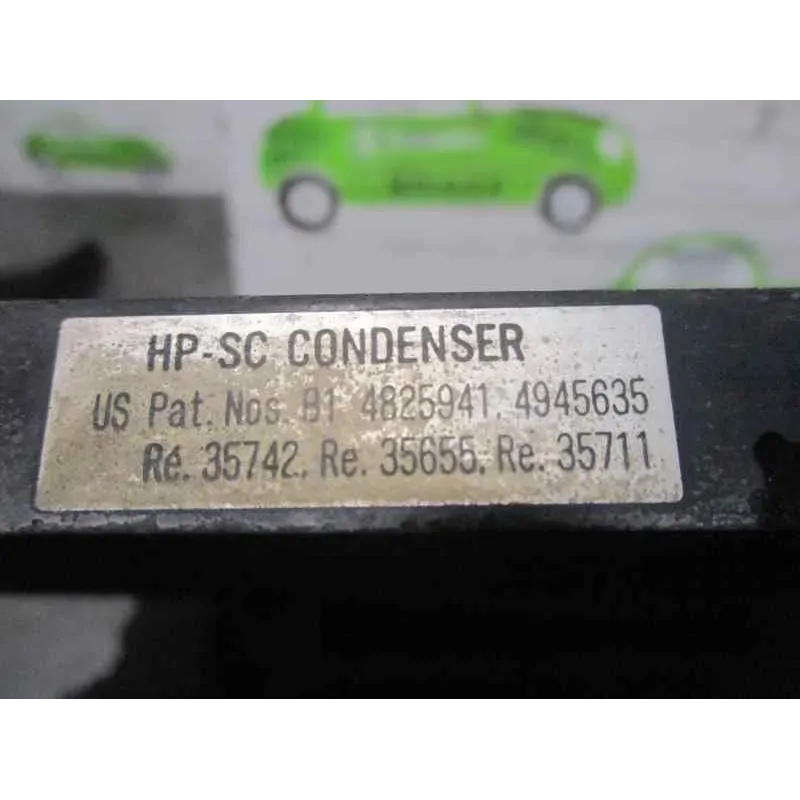 HP-SC CONDENSER
US Pat. Nos. B1 4825941, 4945635
Re. 35742, Re. 35655, Re. 35711